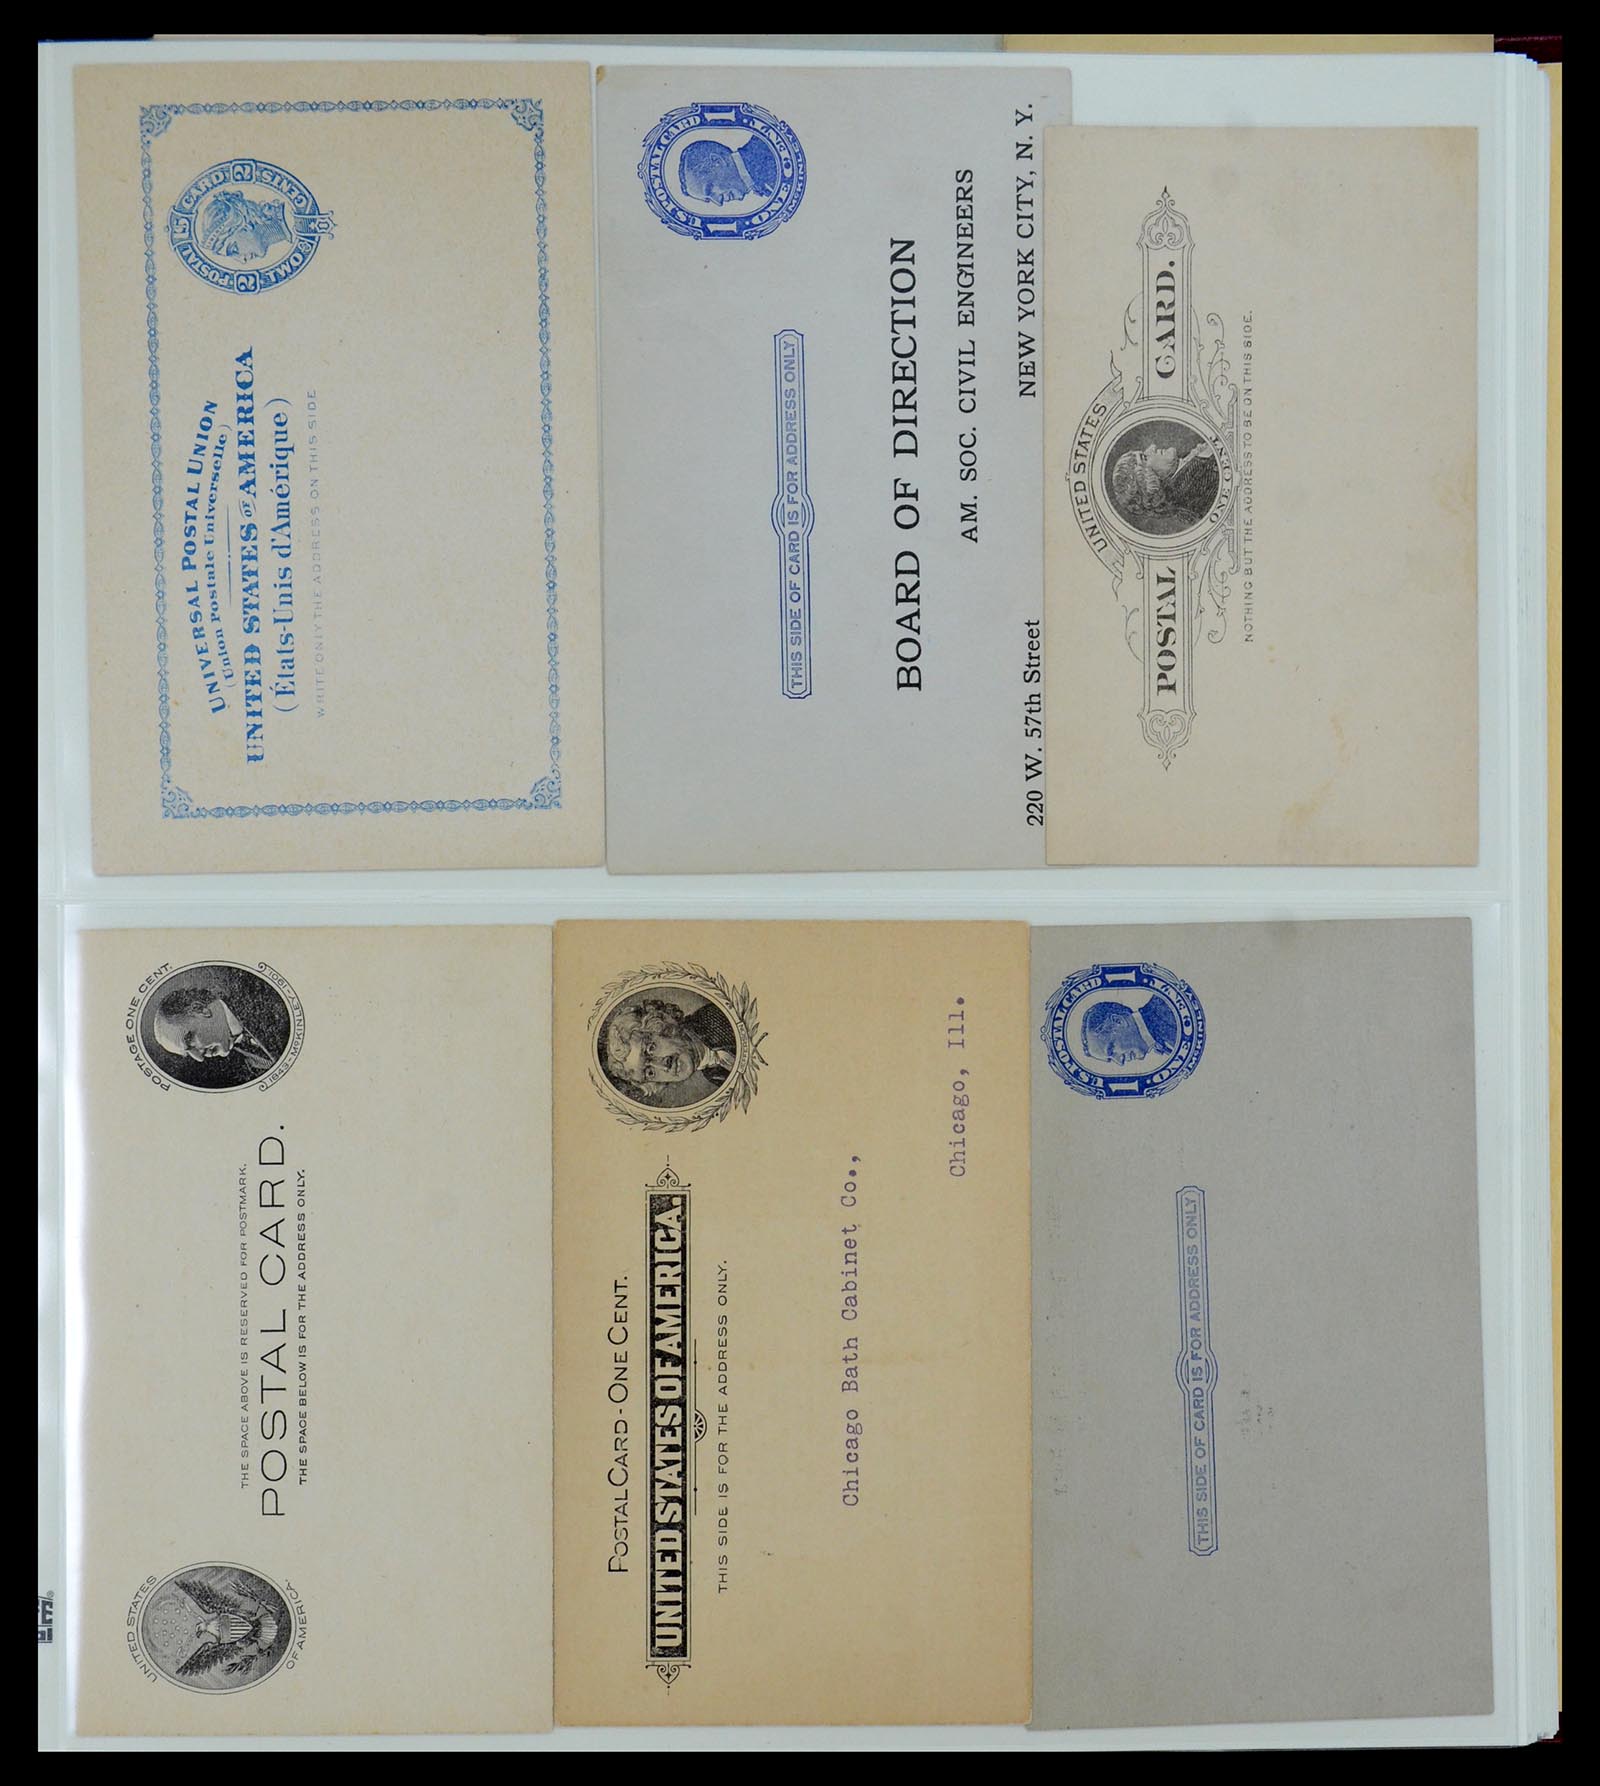 UNIVERSAL POSTAL UNION
(Union Postale Universelle)
UNITED STATES OF AMERICA
(États-Unis d'Amérique)
WRITE ONLY THE ADDRESS ON THIS SIDE
U.S. POSTAL CARD
2 CENTS
2
U.S. POSTAL CARD
1 1
ONE
McKINLEY
THIS SIDE OF CARD IS FOR ADDRESS ONLY
BOARD OF DIRECTION
AM. SOC. CIVIL ENGINEERS
220 W. 57th Street NEW YORK CITY, N. Y.
UNITED STATES
POSTAL CARD.
ONE CENT
NOTHING BUT THE ADDRESS TO BE ON THIS SIDE.
UNITED STATES
OF AMERICA.
POSTAGE ONE CENT.
1843-McKINLEY-1901
THE SPACE ABOVE IS RESERVED FOR POSTMARK.
POSTAL CARD.
THE SPACE BELOW IS FOR THE ADDRESS ONLY.
POSTAL CARD - ONE CENT.
UNITED STATES OF AMERICA.
THIS SIDE IS FOR THE ADDRESS ONLY.
JEFFERSON
Chicago Bath Cabinet Co.,
Chicago, Ill.
U.S. POSTAL CARD
1 1
ONE
McKINLEY
THIS SIDE OF CARD IS FOR ADDRESS ONLY